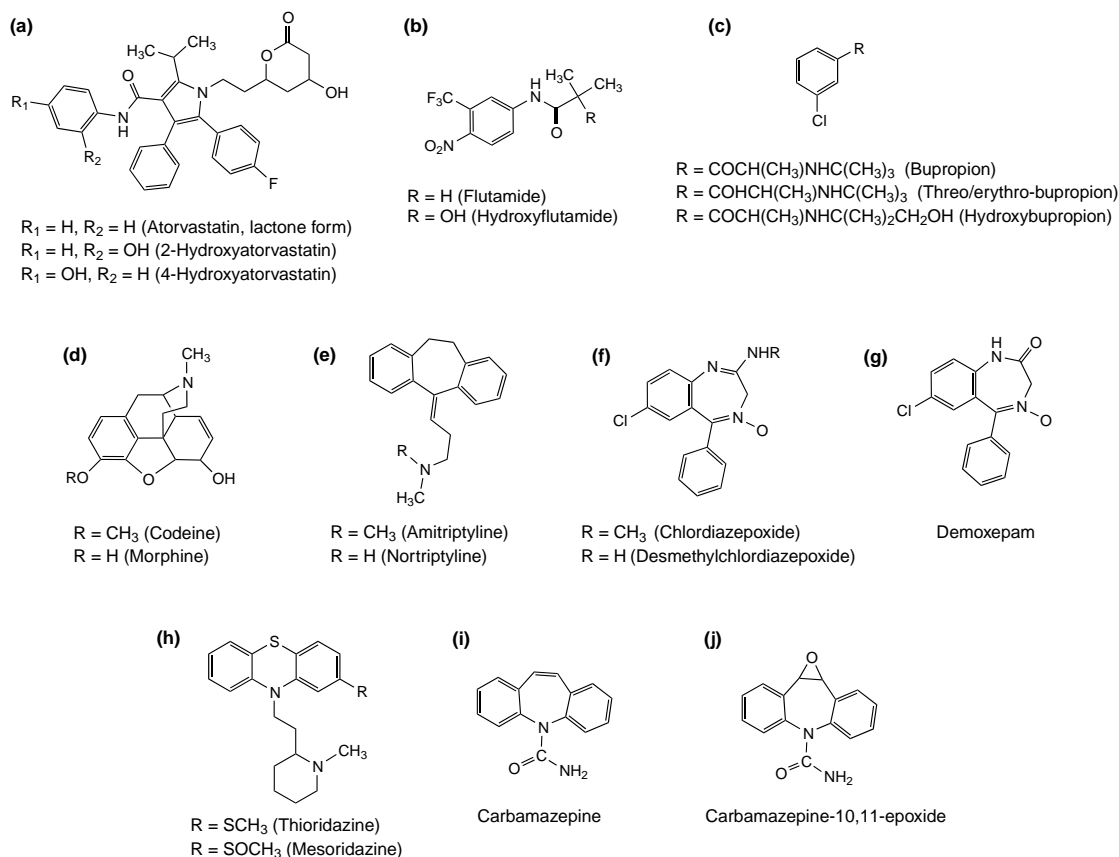 (a)
O
CH₃
H₃C
O
O
N
OH
R₁
NH
R₂
F
R₁ = H, R₂ = H (Atorvastatin, lactone form)
R₁ = H, R₂ = OH (2-Hydroxyatorvastatin)
R₁ = OH, R₂ = H (4-Hydroxyatorvastatin)
(b)
H
N
H₃C
CH₃
F₃C
R
O
O₂N
R = H (Flutamide)
R = OH (Hydroxyflutamide)
(c)
R
Cl
R = COCH(CH₃)NHC(CH₃)₃ (Bupropion)
R = COHCH(CH₃)NHC(CH₃)₃ (Threo/erythro-bupropion)
R = COCH(CH₃)NHC(CH₃)₂CH₂OH (Hydroxybupropion)
(d)
CH₃
N
RO
O
OH
R = CH₃ (Codeine)
R = H (Morphine)
(e)
R
N
H₃C
R = CH₃ (Amitriptyline)
R = H (Nortriptyline)
(f)
NHR
N
Cl
N
O
R = CH₃ (Chlordiazepoxide)
R = H (Desmethylchlordiazepoxide)
(g)
H
N
O
Cl
N
O
Demoxepam
(h)
S
N
R
N
CH₃
R = SCH₃ (Thioridazine)
R = SOCH₃ (Mesoridazine)
(i)
N
C
O
NH₂
Carbamazepine
(j)
O
N
C
O
NH₂
Carbamazepine-10,11-epoxide